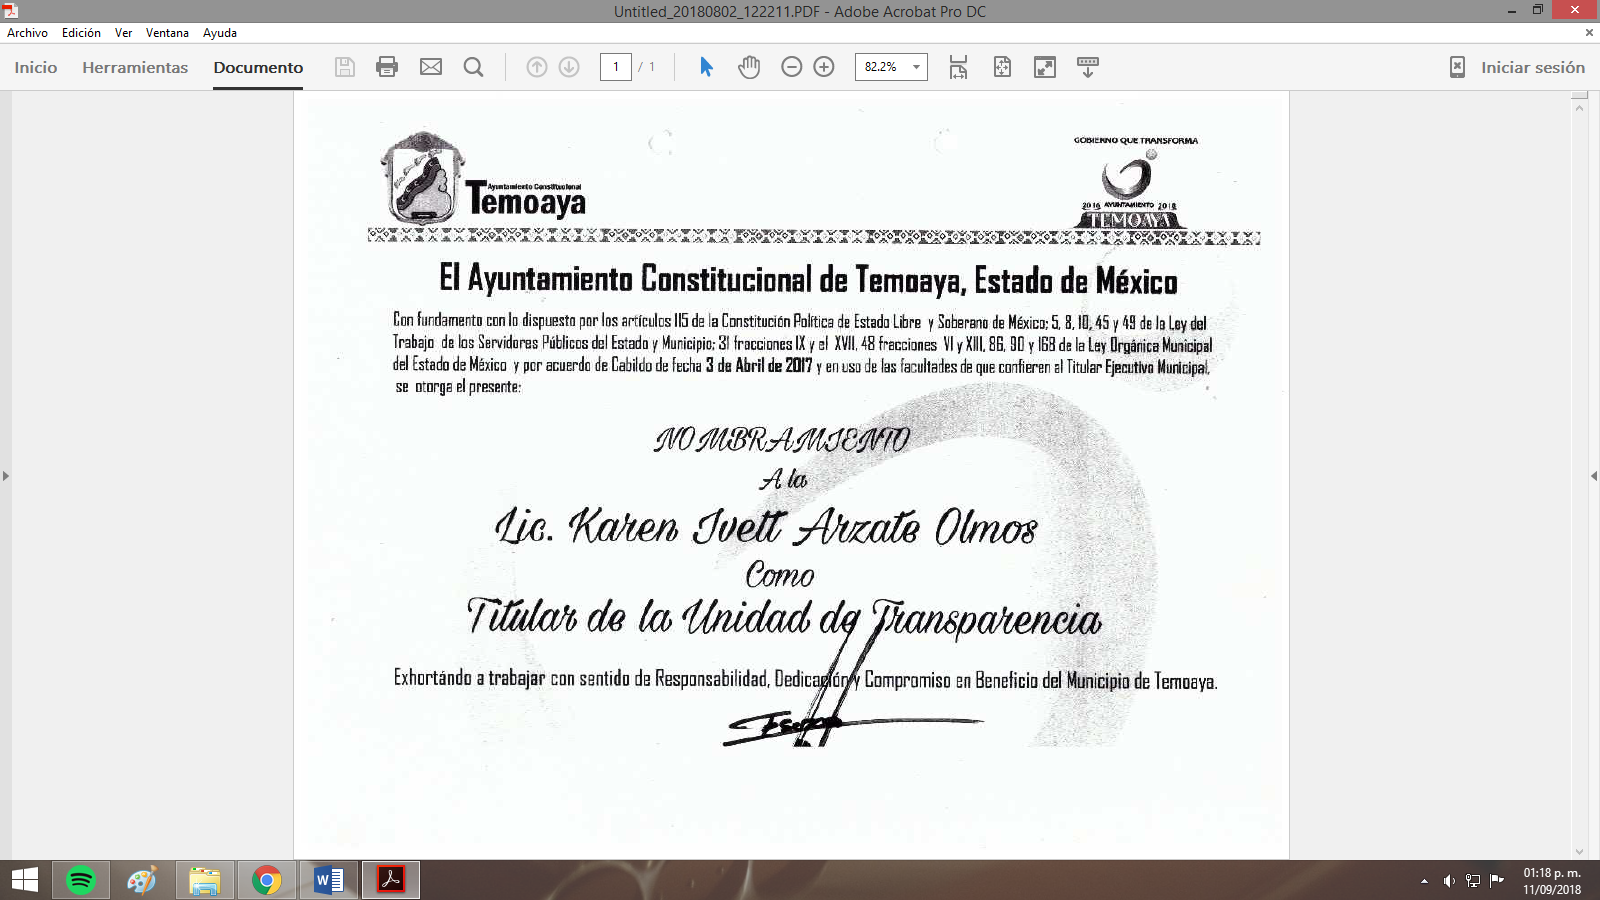 Untitled_20180802_122211.PDF - Adobe Acrobat Pro DC
Archivo Edición Ver Ventana Ayuda
Inicio Herramientas Documento 1 / 1 82.2% Iniciar sesión
GOBIERNO QUE TRANSFORMA
Ayuntamiento Constitucional
Temoaya
2016 AYUNTAMIENTO 2018
TEMOAYA
El Ayuntamiento Constitucional de Temoaya, Estado de México
Con fundamento con lo dispuesto por los artículos 115 de la Constitución Política de Estado Libre y Soberano de México; 5, 8, 10, 45 y 49 de la Ley del
Trabajo de los Servidores Públicos del Estado y Municipio; 31 fracciones IX y el XVII, 48 fracciones VI y XIII, 86, 90 y 168 de la Ley Orgánica Municipal
del Estado de México y por acuerdo de Cabildo de fecha 3 de Abril de 2017 y en uso de las facultades de que confieren al Titular Ejecutivo Municipal,
se otorga el presente:
NOMBRAMIENTO
A la
Lic. Karen Ivett Arzate Olmos
Como
Titular de la Unidad de Transparencia
Exhortándo a trabajar con sentido de Responsabilidad, Dedicación y Compromiso en Beneficio del Municipio de Temoaya.
01:18 p. m.
11/09/2018